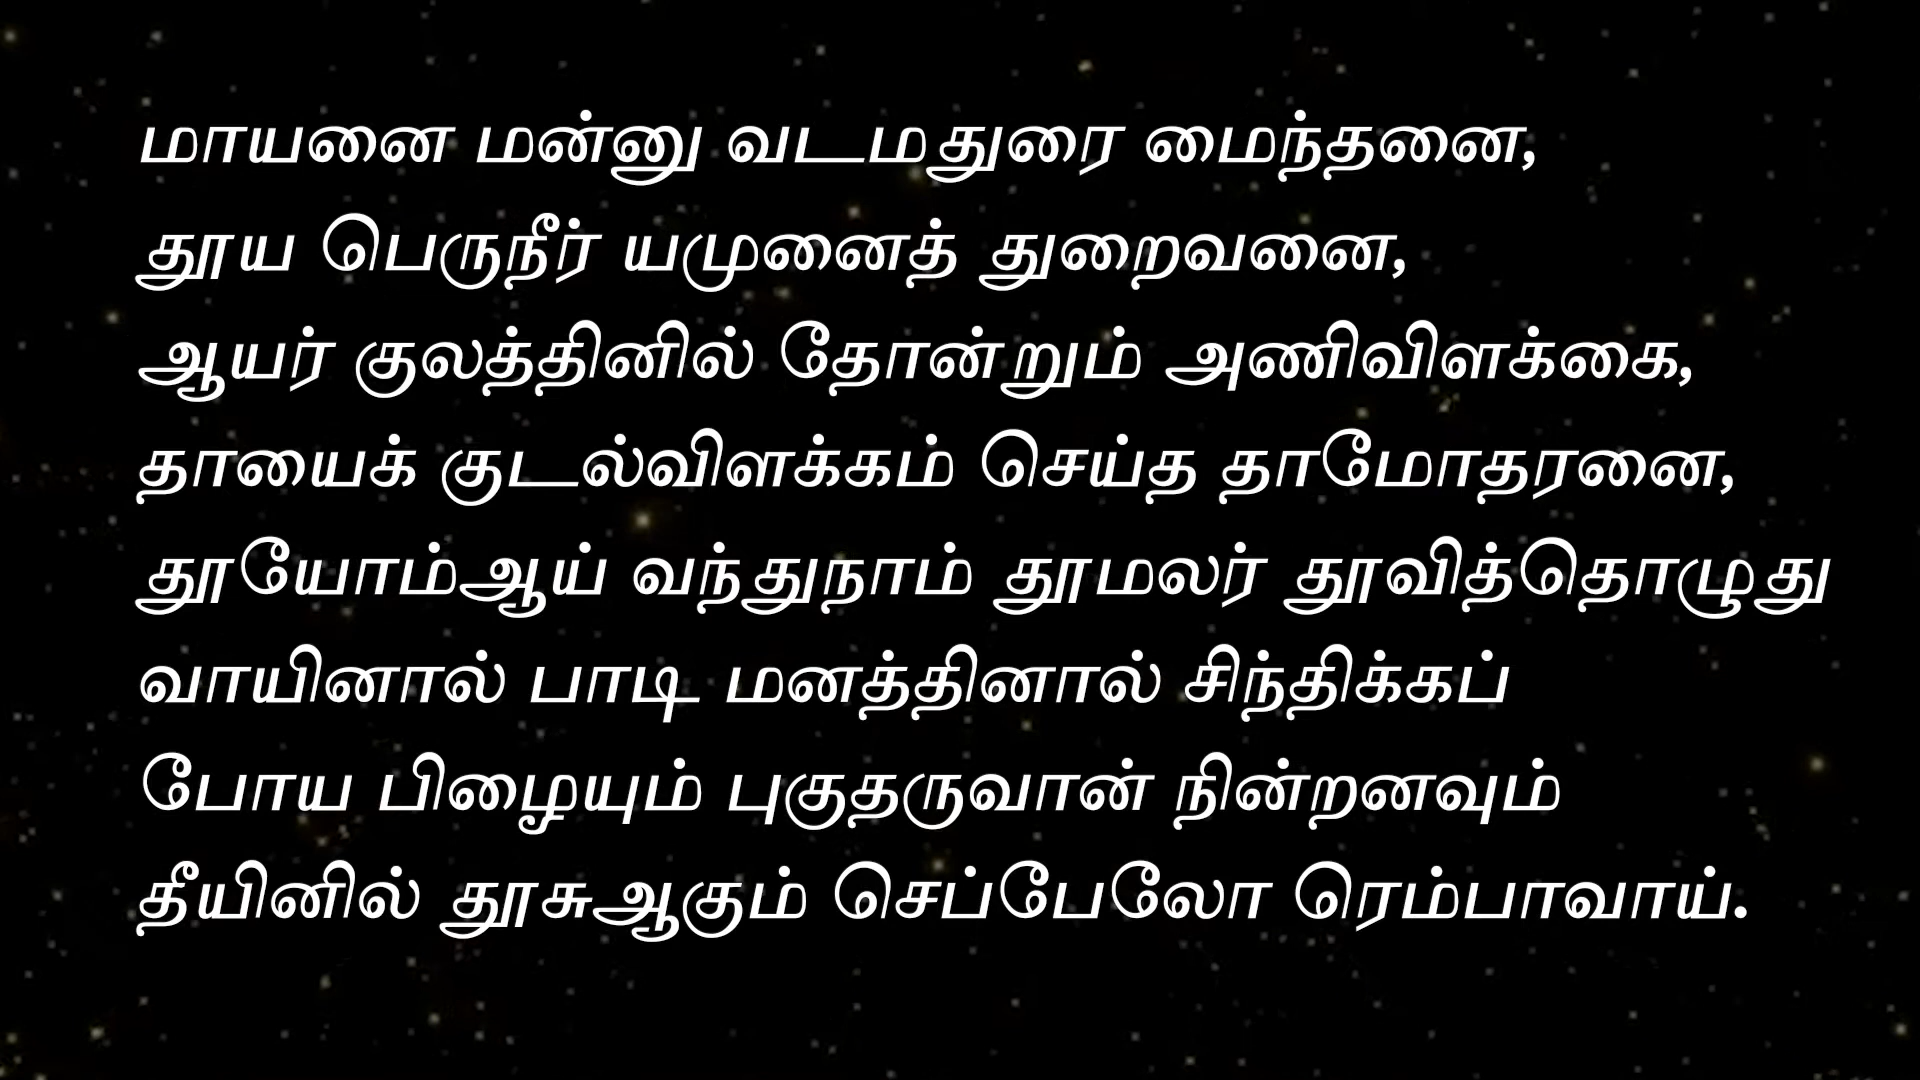 மாயனை மன்னு வடமதுரை மைந்தனை,
தூய பெருநீர் யமுனைத் துறைவனை,
ஆயர் குலத்தினில் தோன்றும் அணிவிளக்கை,
தாயைக் குடல்விளக்கம் செய்த தாமோதரனை,
தூயோம்ஆய் வந்துநாம் தூமலர் தூவித்தொழுது
வாயினால் பாடி மனத்தினால் சிந்திக்கப்
போய பிழையும் புகுதருவான் நின்றனவும்
தீயினில் தூசுஆகும் செப்பேலோ ரெம்பாவாய்.